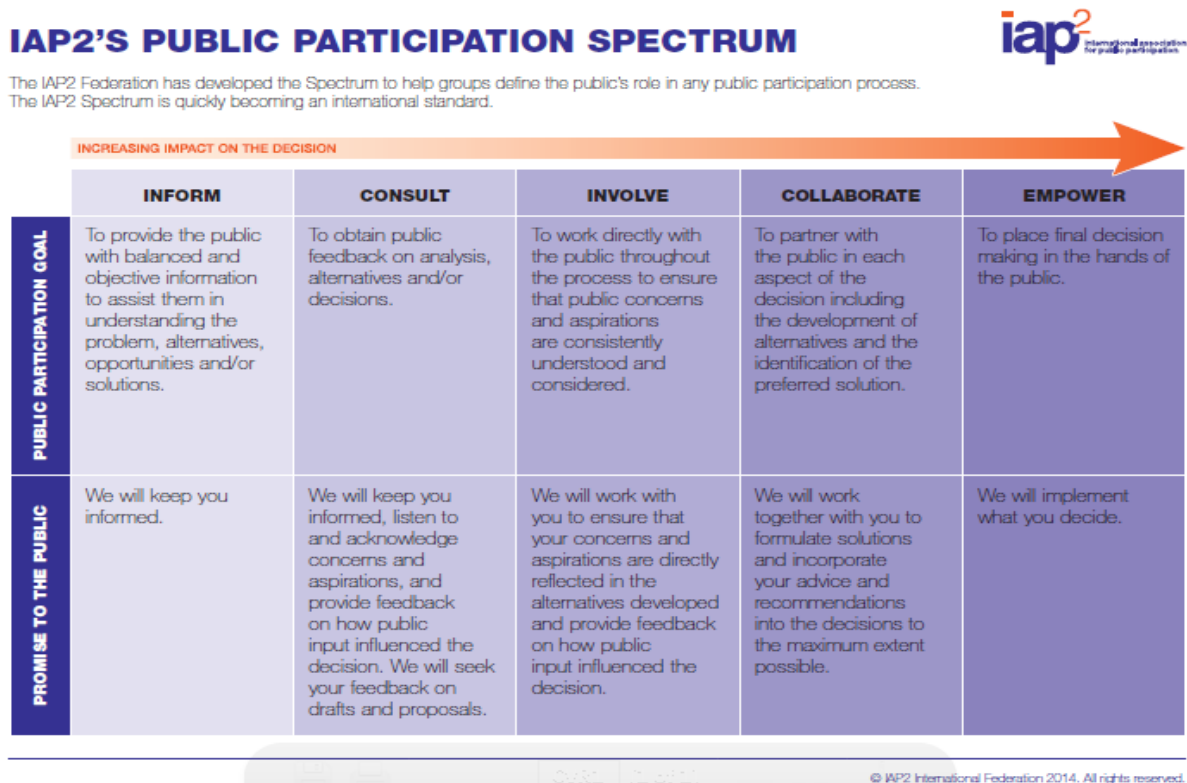 IAP2'S PUBLIC PARTICIPATION SPECTRUM
iap2
international association
for public participation
The IAP2 Federation has developed the Spectrum to help groups define the public's role in any public participation process.
The IAP2 Spectrum is quickly becoming an international standard.
INCREASING IMPACT ON THE DECISION
INFORM
CONSULT
INVOLVE
COLLABORATE
EMPOWER
PUBLIC PARTICIPATION GOAL
To provide the public
with balanced and
objective information
to assist them in
understanding the
problem, alternatives,
opportunities and/or
solutions.
To obtain public
feedback on analysis,
alternatives and/or
decisions.
To work directly with
the public throughout
the process to ensure
that public concerns
and aspirations
are consistently
understood and
considered.
To partner with
the public in each
aspect of the
decision including
the development of
alternatives and the
identification of the
preferred solution.
To place final decision
making in the hands of
the public.
PROMISE TO THE PUBLIC
We will keep you
informed.
We will keep you
informed, listen to
and acknowledge
concerns and
aspirations, and
provide feedback
on how public
input influenced the
decision. We will seek
your feedback on
drafts and proposals.
We will work with
you to ensure that
your concerns and
aspirations are directly
reflected in the
alternatives developed
and provide feedback
on how public
input influenced the
decision.
We will work
together with you to
formulate solutions
and incorporate
your advice and
recommendations
into the decisions to
the maximum extent
possible.
We will implement
what you decide.
© IAP2 International Federation 2014. All rights reserved.